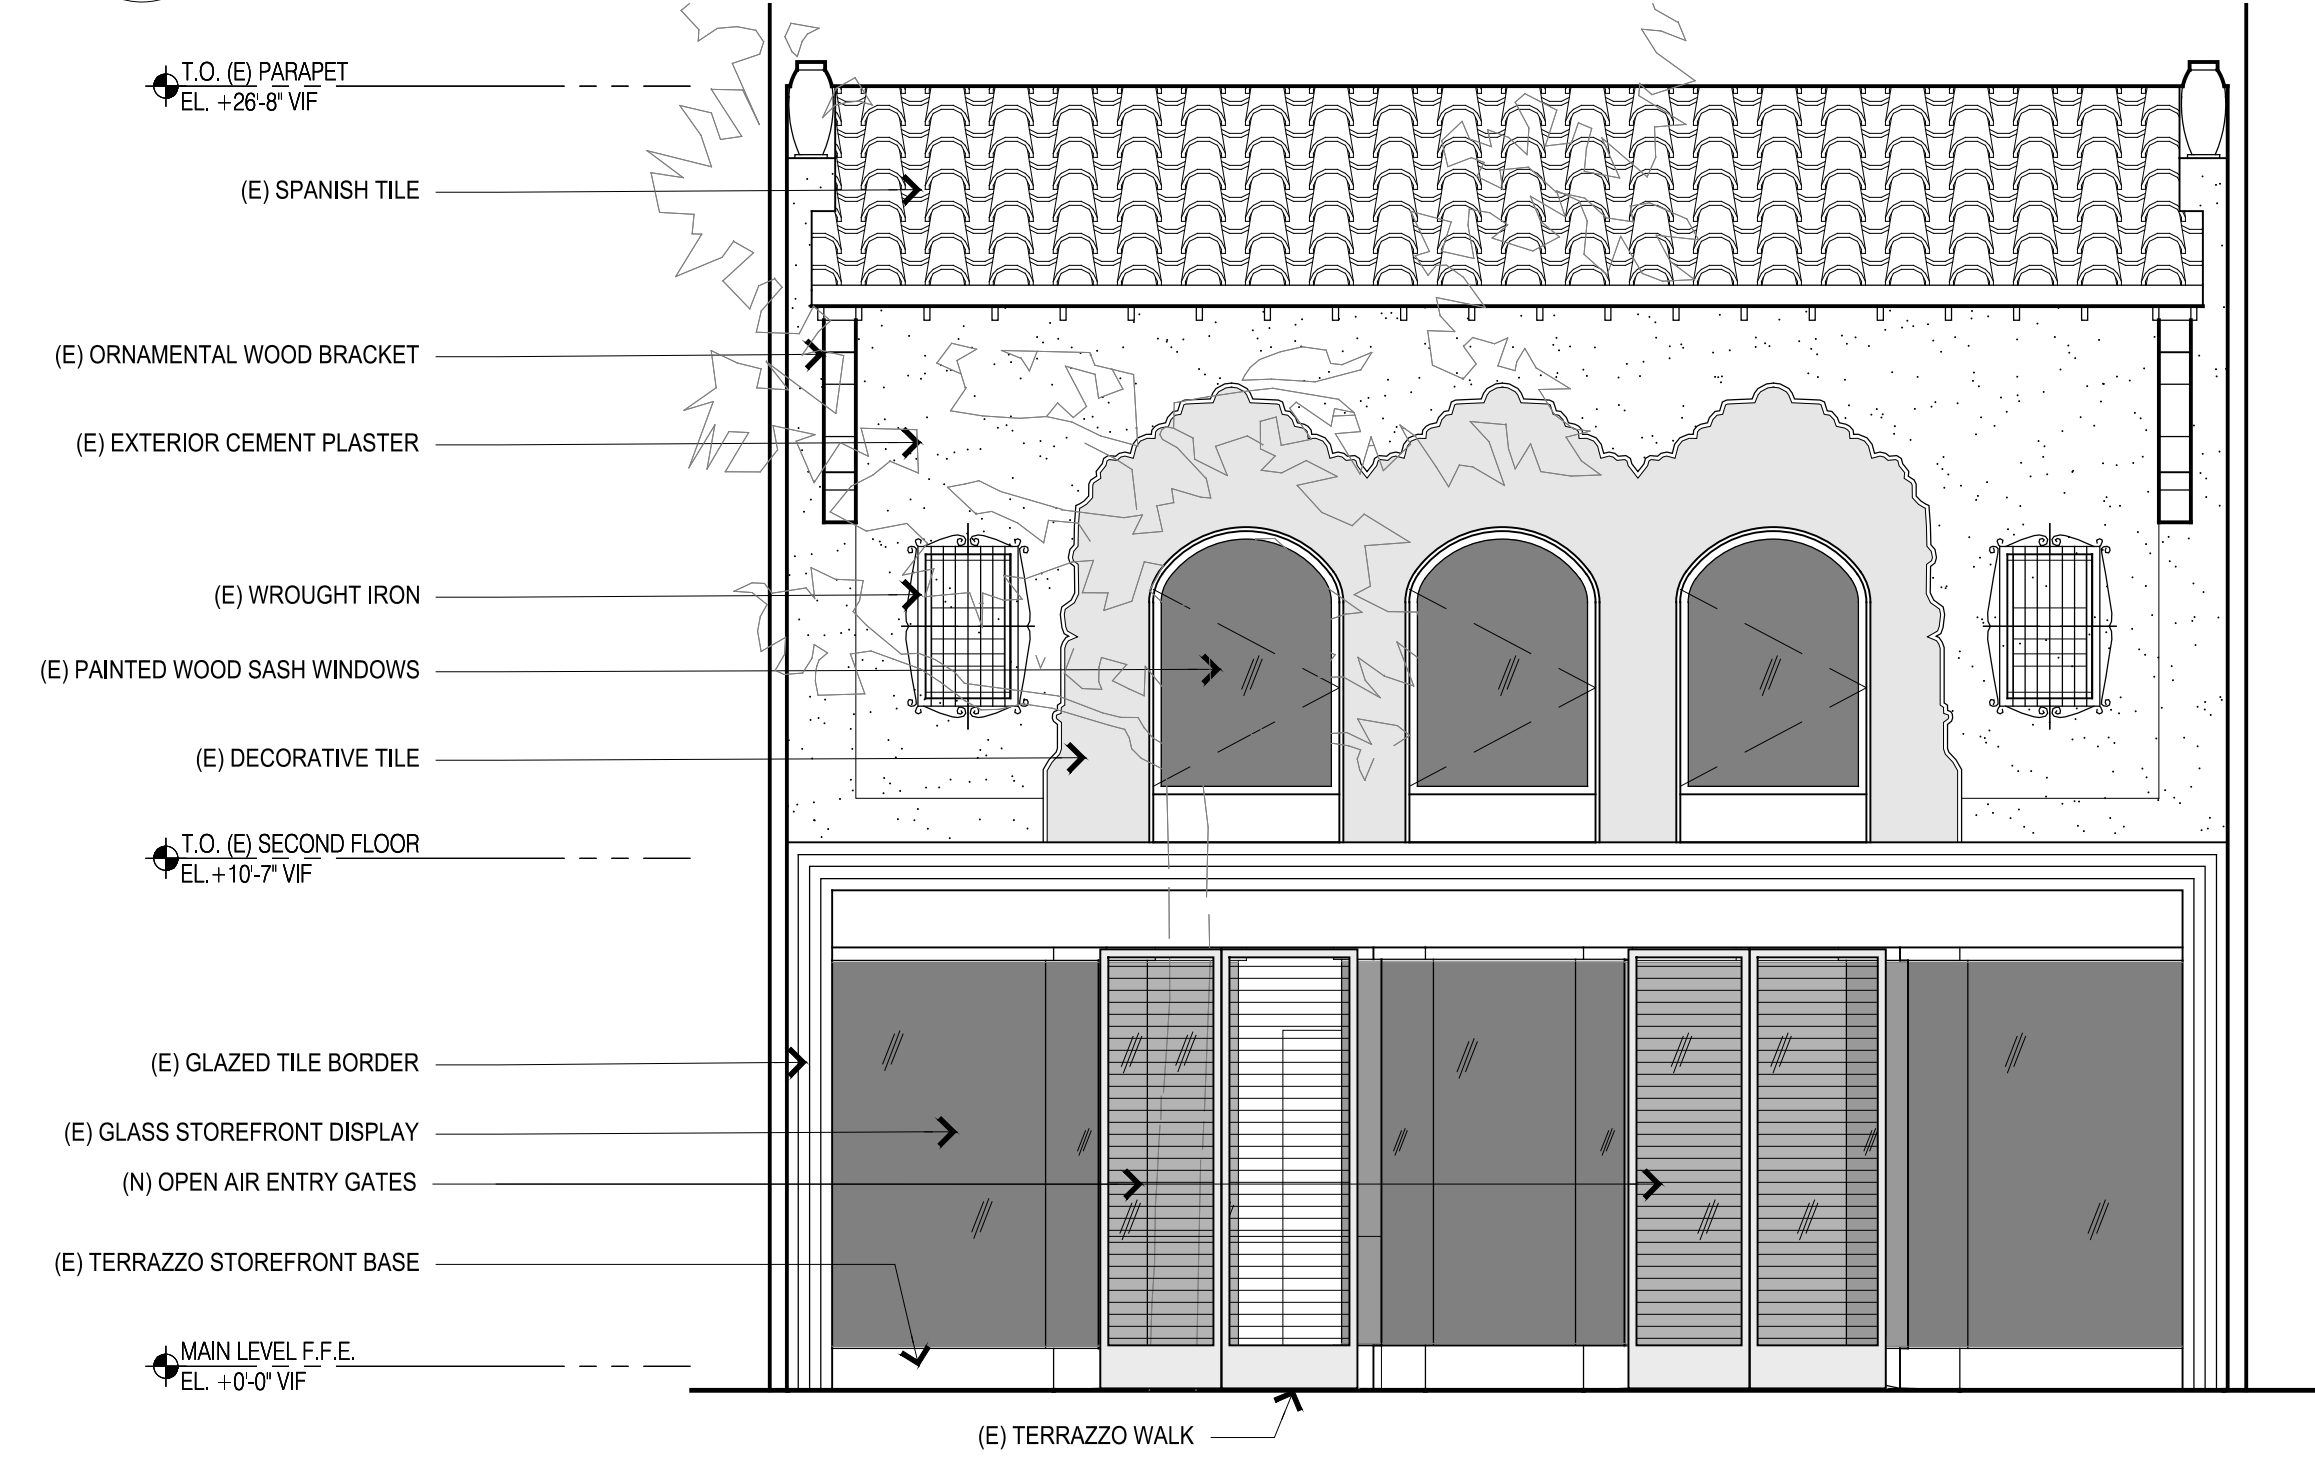 T.O. (E) PARAPET
EL. +26'-8" VIF
(E) SPANISH TILE
(E) ORNAMENTAL WOOD BRACKET
(E) EXTERIOR CEMENT PLASTER
(E) WROUGHT IRON
(E) PAINTED WOOD SASH WINDOWS
(E) DECORATIVE TILE
T.O. (E) SECOND FLOOR
EL.+10'-7" VIF
(E) GLAZED TILE BORDER
(E) GLASS STOREFRONT DISPLAY
(N) OPEN AIR ENTRY GATES
(E) TERRAZZO STOREFRONT BASE
MAIN LEVEL F.F.E.
EL. +0'-0" VIF
(E) TERRAZZO WALK